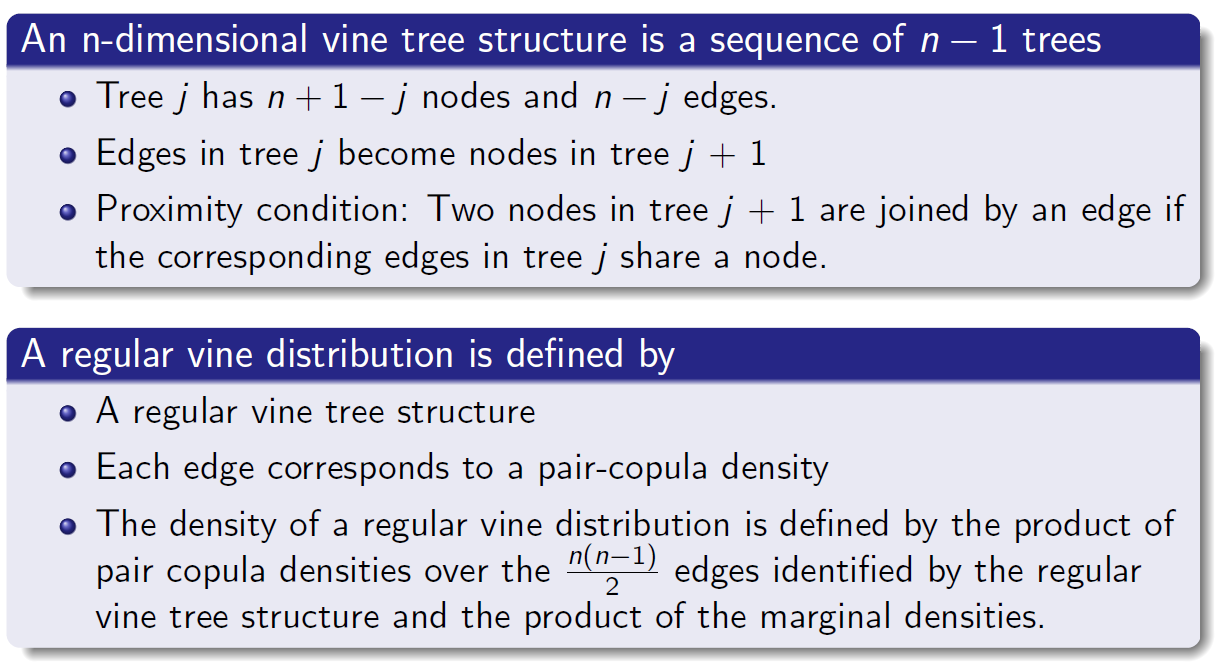 An n-dimensional vine tree structure is a sequence of n − 1 trees
Tree j has n + 1 − j nodes and n − j edges.
Edges in tree j become nodes in tree j + 1
Proximity condition: Two nodes in tree j + 1 are joined by an edge if
the corresponding edges in tree j share a node.
A regular vine distribution is defined by
A regular vine tree structure
Each edge corresponds to a pair-copula density
The density of a regular vine distribution is defined by the product of
pair copula densities over the n(n−1)/2 edges identified by the regular
vine tree structure and the product of the marginal densities.